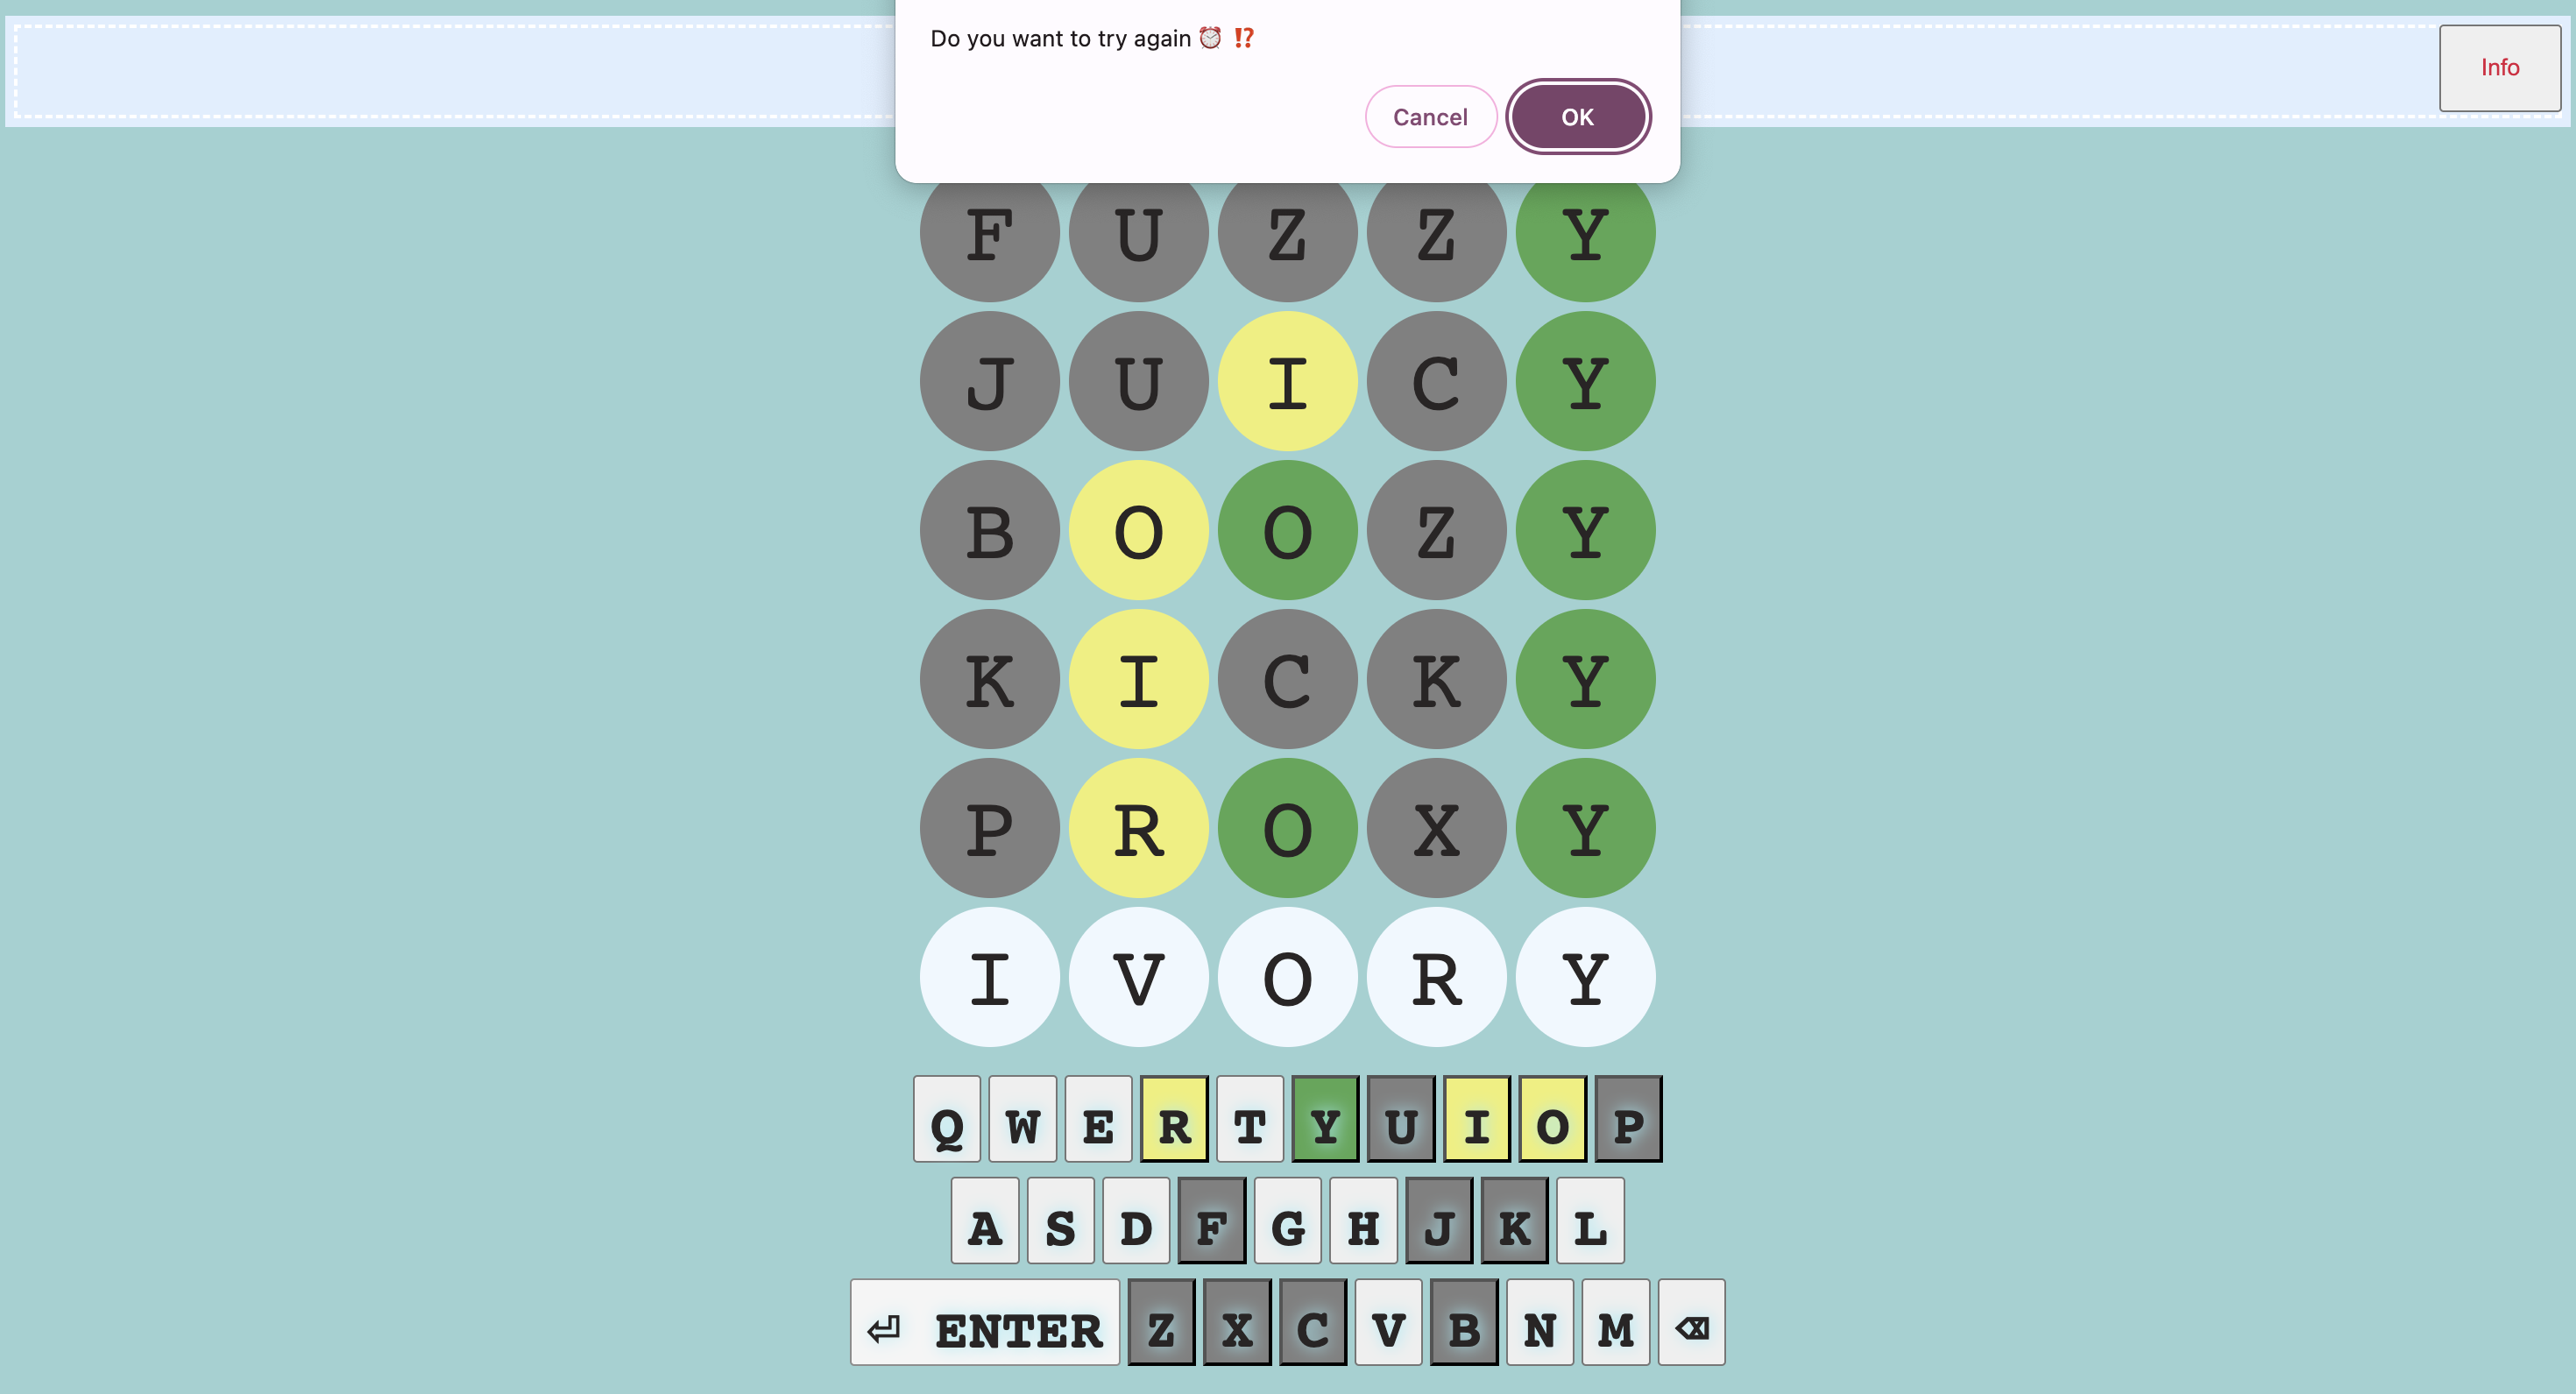 Do you want to try again ⏰ ⁉️
Cancel OK
Info
F U Z Z Y
J U I C Y
B O O Z Y
K I C K Y
P R O X Y
I V O R Y
Q W E R T Y U I O P
A S D F G H J K L
⏎ ENTER Z X C V B N M ⌫